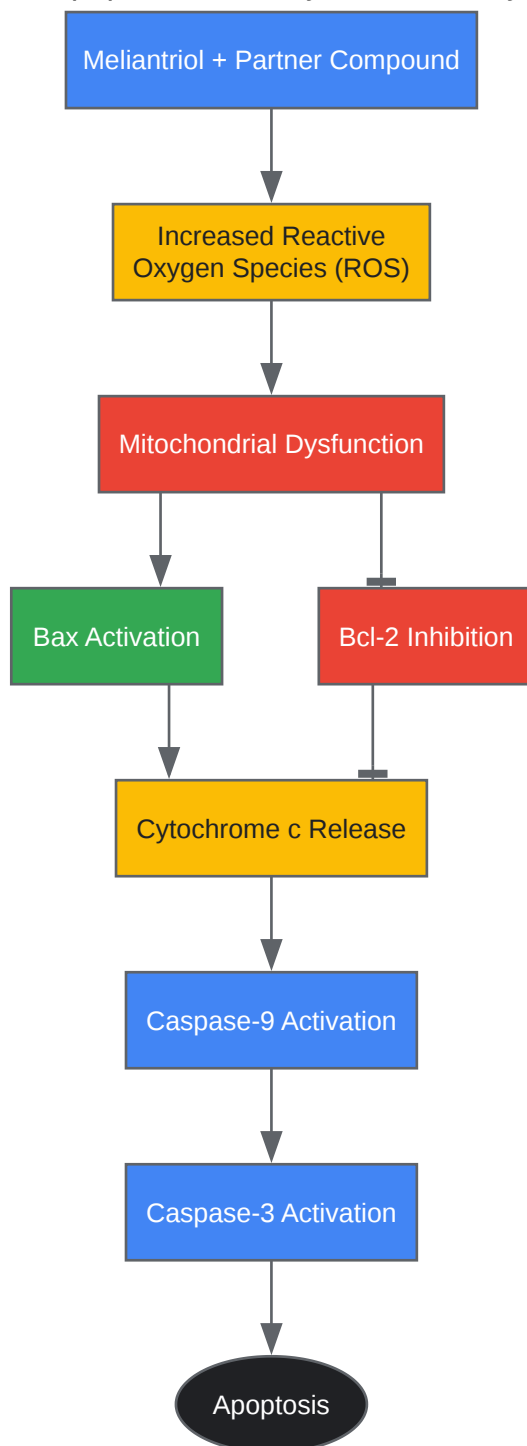 Meliantriol + Partner Compound
Increased Reactive
Oxygen Species (ROS)
Mitochondrial Dysfunction
Bax Activation
Bcl-2 Inhibition
Cytochrome c Release
Caspase-9 Activation
Caspase-3 Activation
Apoptosis